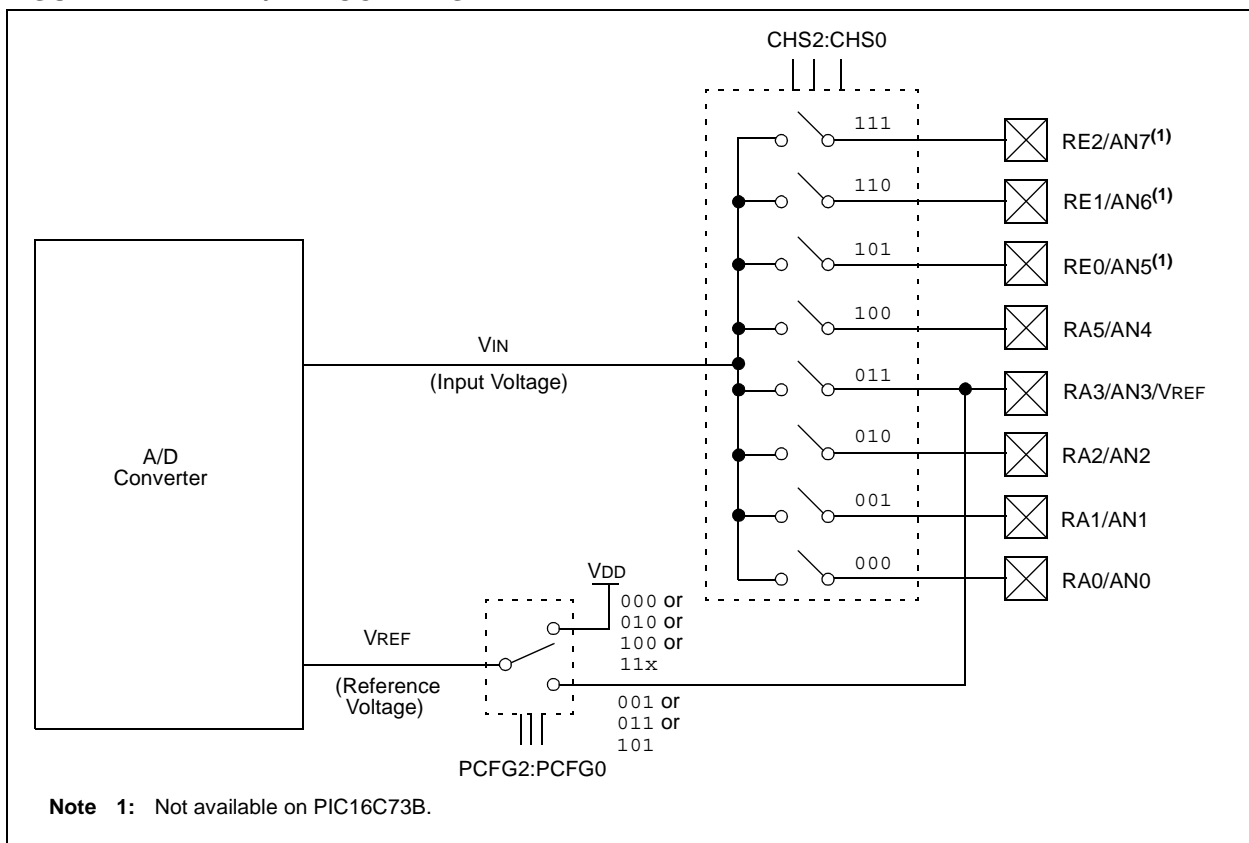 CHS2:CHS0
111
RE2/AN7(1)
110
RE1/AN6(1)
101
RE0/AN5(1)
100
RA5/AN4
VIN
(Input Voltage)
011
RA3/AN3/VREF
010
RA2/AN2
A/D
Converter
001
RA1/AN1
000
RA0/AN0
VDD
000 or
010 or
100 or
11x
VREF
(Reference
Voltage)
001 or
011 or
101
PCFG2:PCFG0
Note 1: Not available on PIC16C73B.